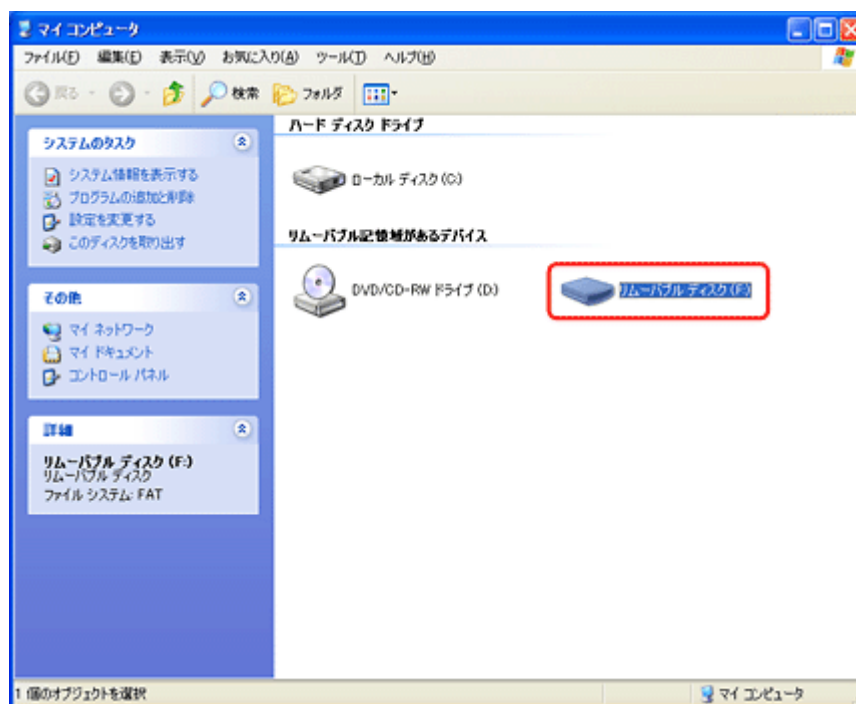 マイ コンピュータ
ファイル(F) 編集(E) 表示(V) お気に入り(A) ツール(T) ヘルプ(H)
戻る 検索 フォルダ
システムのタスク
システム情報を表示する
プログラムの追加と削除
設定を変更する
このディスクを取り出す
その他
マイ ネットワーク
マイ ドキュメント
コントロール パネル
詳細
リムーバブル ディスク (F:)
リムーバブル ディスク
ファイル システム: FAT
ハード ディスク ドライブ
ローカル ディスク (C:)
リムーバブル記憶域があるデバイス
DVD/CD-RW ドライブ (D:)
リムーバブル ディスク (F:)
1 個のオブジェクトを選択
マイ コンピュータ